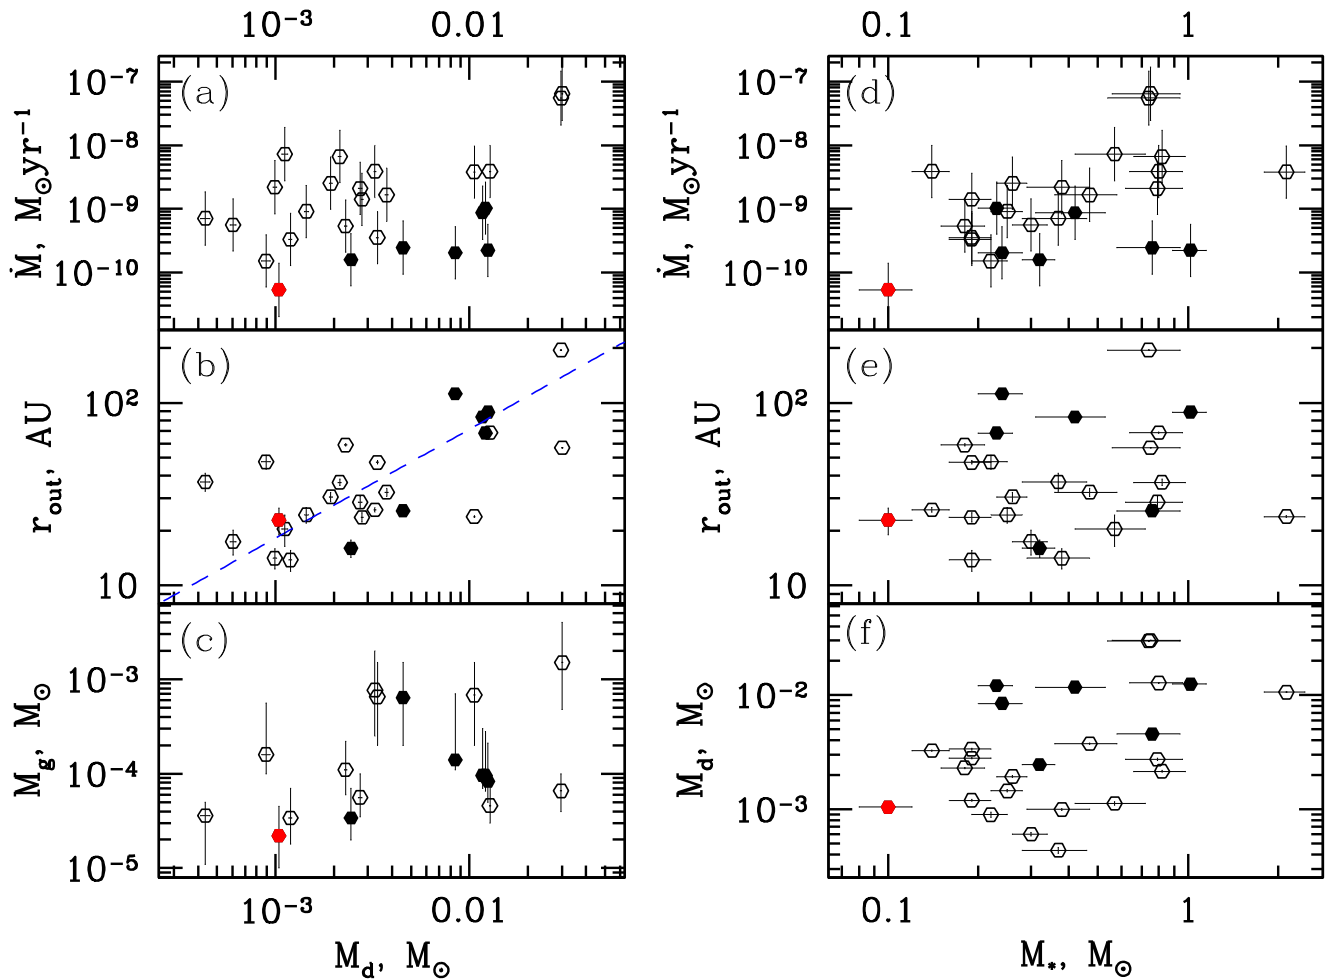 10⁻³ 0.01 0.1 1
(a) (d)
10⁻⁷ 10⁻⁷
10⁻⁸ 10⁻⁸
10⁻⁹ 10⁻⁹
10⁻¹⁰ 10⁻¹⁰
Ṁ, M⊙yr⁻¹ Ṁ, M⊙yr⁻¹
(b) (e)
10² 10²
10 10
r_out, AU r_out, AU
(c) (f)
10⁻³ 10⁻²
10⁻⁴ 10⁻³
10⁻⁵
M_g, M⊙ M_d, M⊙
10⁻³ 0.01 0.1 1
M_d, M⊙ M_*, M⊙